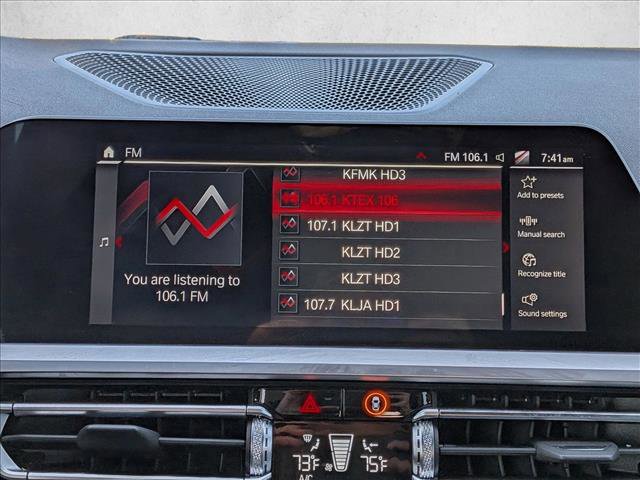 FM
FM 106.1
7:41am
KFMK HD3
106.1 KTEX 106
107.1 KLZT HD1
KLZT HD2
KLZT HD3
107.7 KLJA HD1
You are listening to
106.1 FM
Add to presets
Manual search
Recognize title
Sound settings
73°F
75°F
A/C